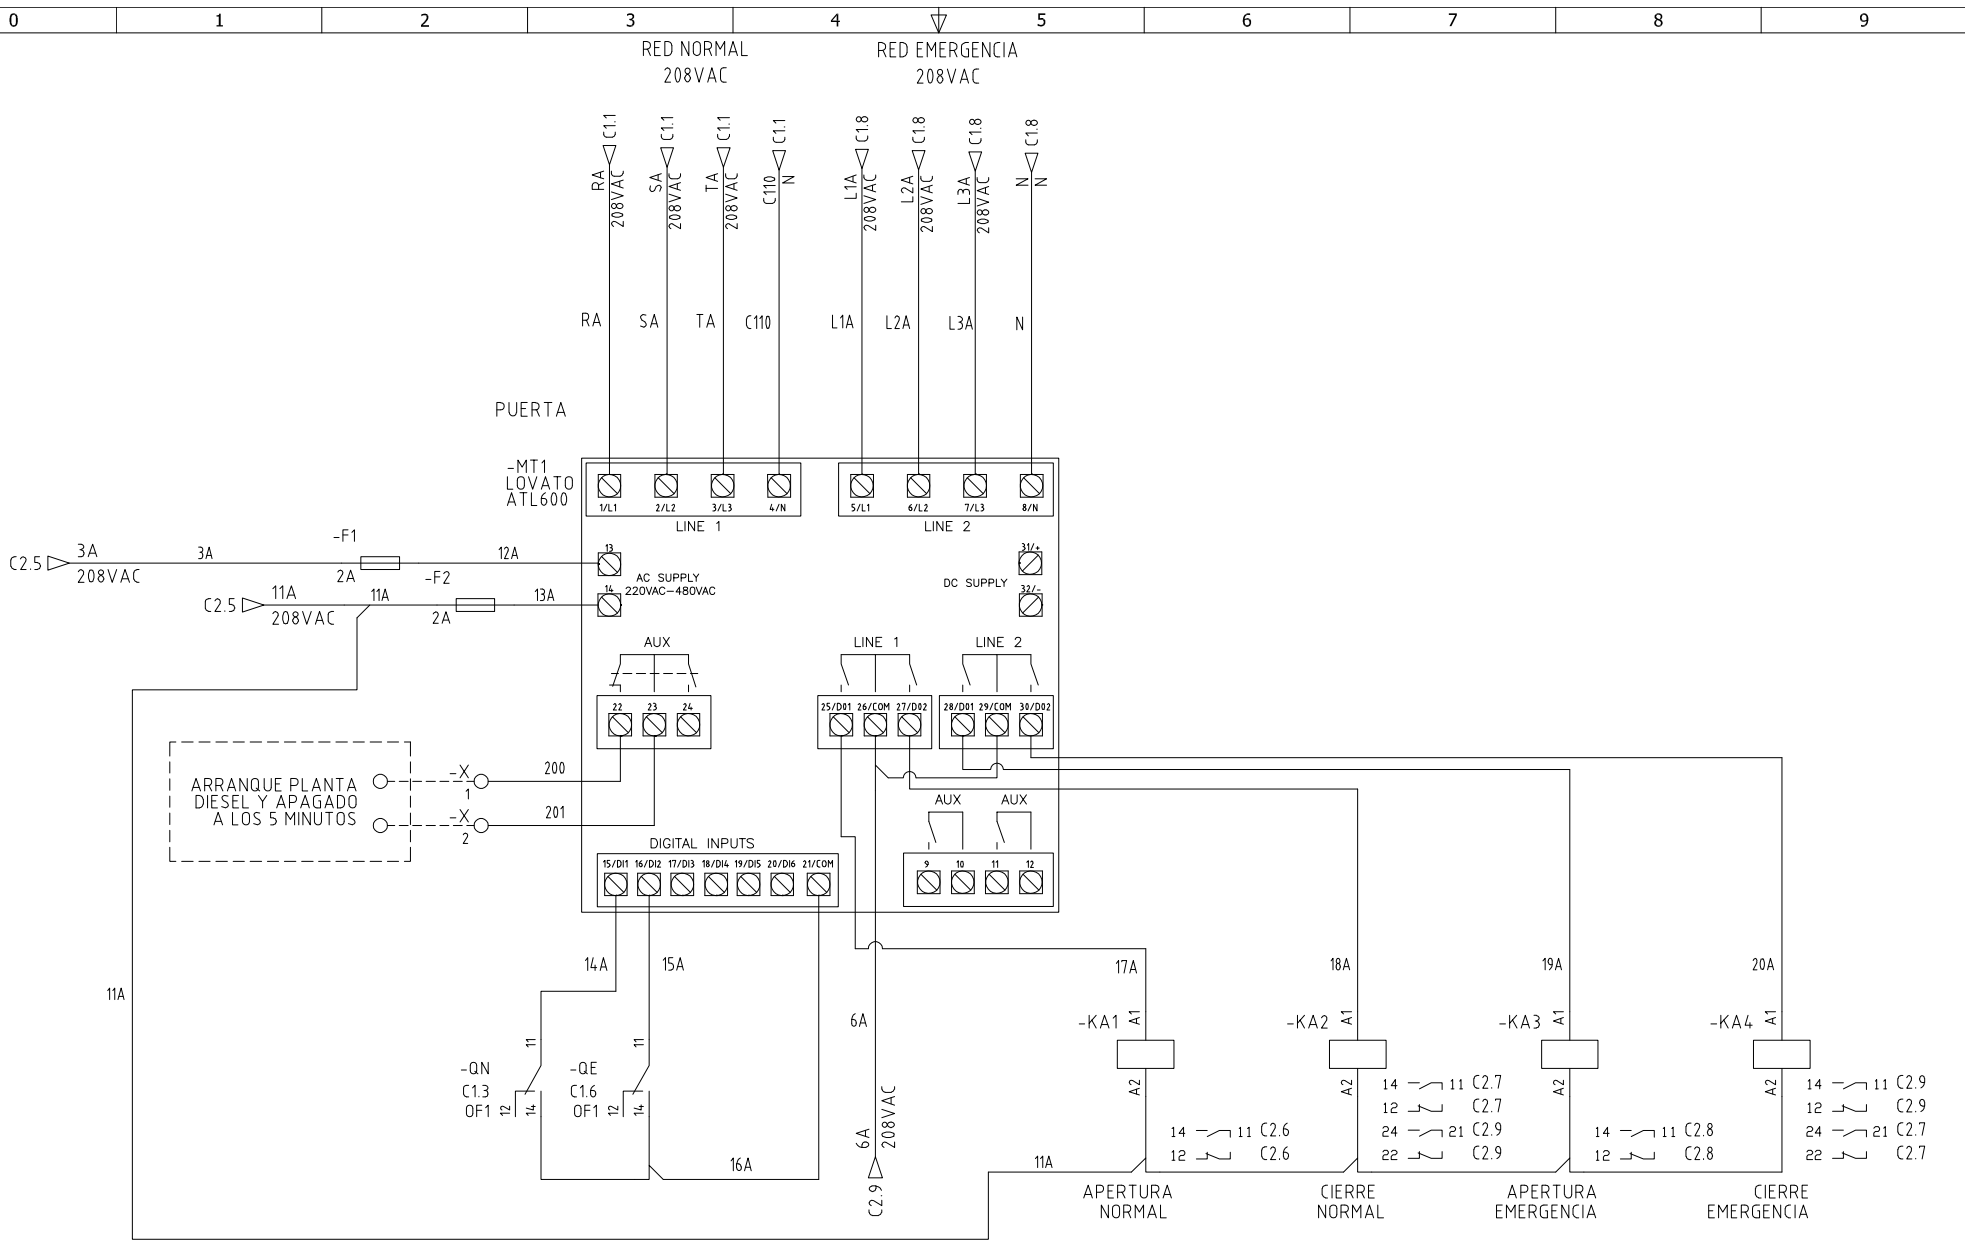 0 1 2 3 4 5 6 7 8 9
RED NORMAL
208VAC
RED EMERGENCIA
208VAC
C1.1 C1.1 C1.1 C1.1 C1.8 C1.8 C1.8 C1.8
RA
208VAC
SA
208VAC
TA
208VAC
C110
N
L1A
208VAC
L2A
208VAC
L3A
208VAC
N
N
RA SA TA C110 L1A L2A L3A N
PUERTA
-MT1
LOVATO
ATL600
1/L1 2/L2 3/L3 4/N
LINE 1
5/L1 6/L2 7/L3 8/N
LINE 2
C2.5
3A
208VAC
3A
-F1
2A
12A
13
C2.5
11A
208VAC
11A
-F2
2A
13A
14
AC SUPPLY
220VAC-480VAC
DC SUPPLY
31/+
32/-
AUX
22 23 24
LINE 1
25/DO1 26/COM 27/DO2
LINE 2
28/DO1 29/COM 30/DO2
ARRANQUE PLANTA
DIESEL Y APAGADO
A LOS 5 MINUTOS
-X
1
200
-X
2
201
AUX AUX
9 10 11 12
DIGITAL INPUTS
15/DI1 16/DI2 17/DI3 18/DI4 19/DI5 20/DI6 21/COM
14A 15A
11A
6A
17A 18A 19A 20A
-KA1 A1
-KA2 A1
-KA3 A1
-KA4 A1
A2 A2 A2 A2
-QN
C1.3
OF1
11
12 14
-QE
C1.6
OF1
11
12 14
16A
6A
208VAC
C2.9
11A
14 11 C2.6
12 C2.6
14 11 C2.7
12 C2.7
24 21 C2.9
22 C2.9
14 11 C2.8
12 C2.8
14 11 C2.9
12 C2.9
24 21 C2.7
22 C2.7
APERTURA
NORMAL
CIERRE
NORMAL
APERTURA
EMERGENCIA
CIERRE
EMERGENCIA